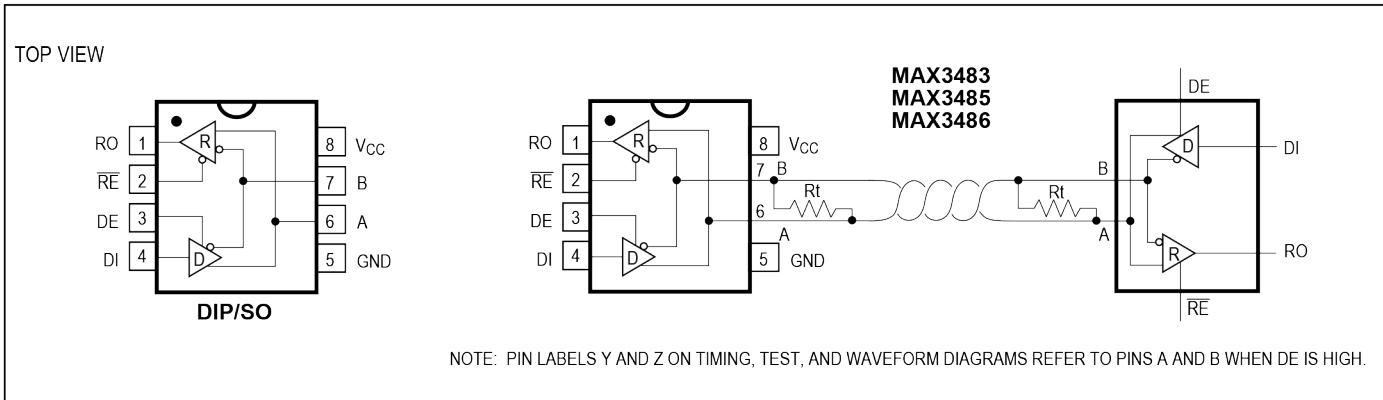 TOP VIEW
MAX3483
MAX3485
MAX3486
RO 1
RE 2
DE 3
DI 4
R
D
8 VCC
7 B
6 A
5 GND
DIP/SO
RO 1
RE 2
DE 3
DI 4
R
D
8 VCC
7 B
6 A
5 GND
Rt
Rt
B
A
DE
D
DI
R
RO
RE
NOTE: PIN LABELS Y AND Z ON TIMING, TEST, AND WAVEFORM DIAGRAMS REFER TO PINS A AND B WHEN DE IS HIGH.